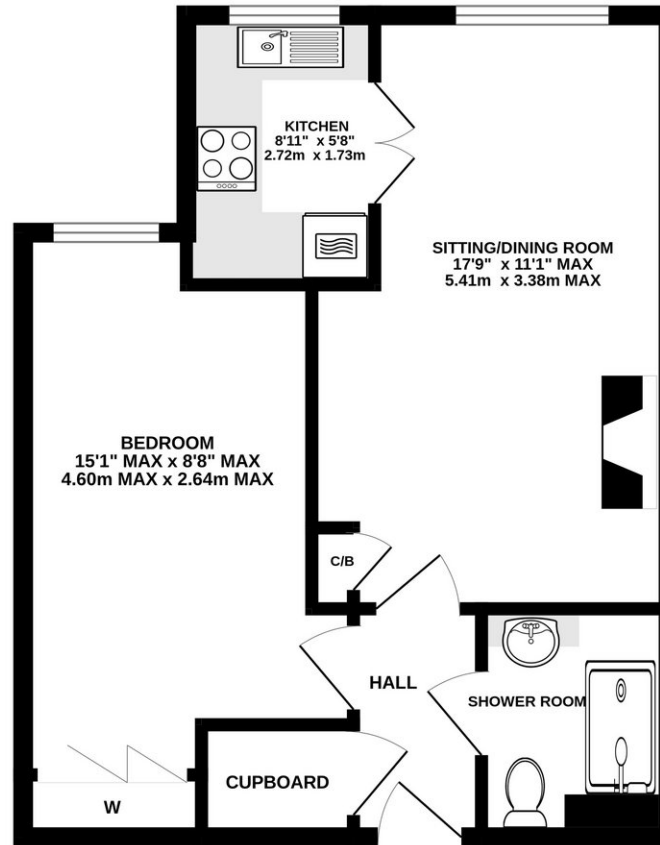 KITCHEN
8'11" x 5'8"
2.72m x 1.73m
SITTING/DINING ROOM
17'9" x 11'1" MAX
5.41m x 3.38m MAX
BEDROOM
15'1" MAX x 8'8" MAX
4.60m MAX x 2.64m MAX
C/B
HALL
SHOWER ROOM
CUPBOARD
W